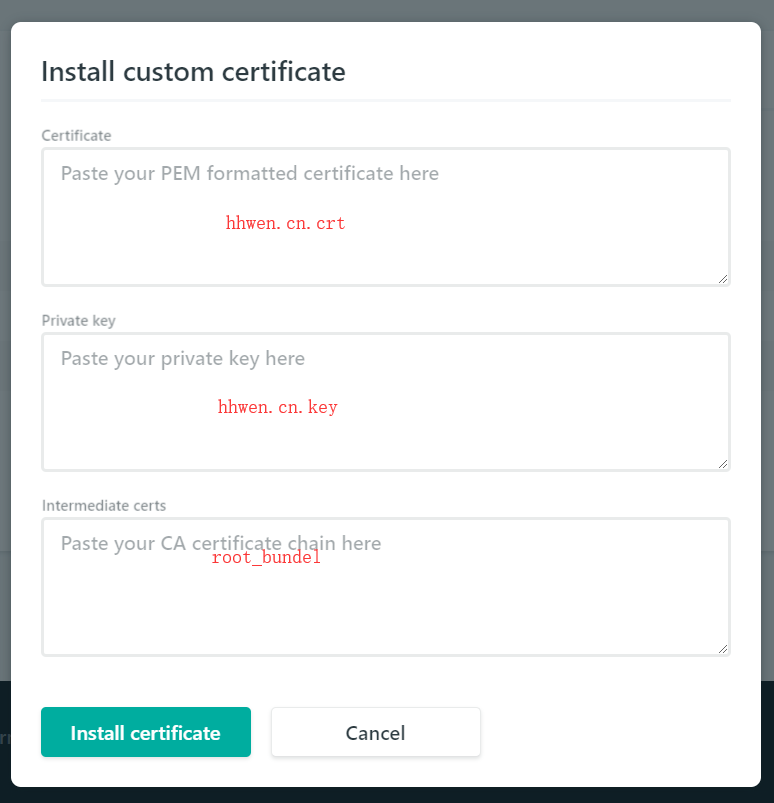 Install custom certificate
Certificate
Paste your PEM formatted certificate here
hhwen.cn.crt
Private key
Paste your private key here
hhwen.cn.key
Intermediate certs
Paste your CA certificate chain here
root_bundel
Install certificate
Cancel